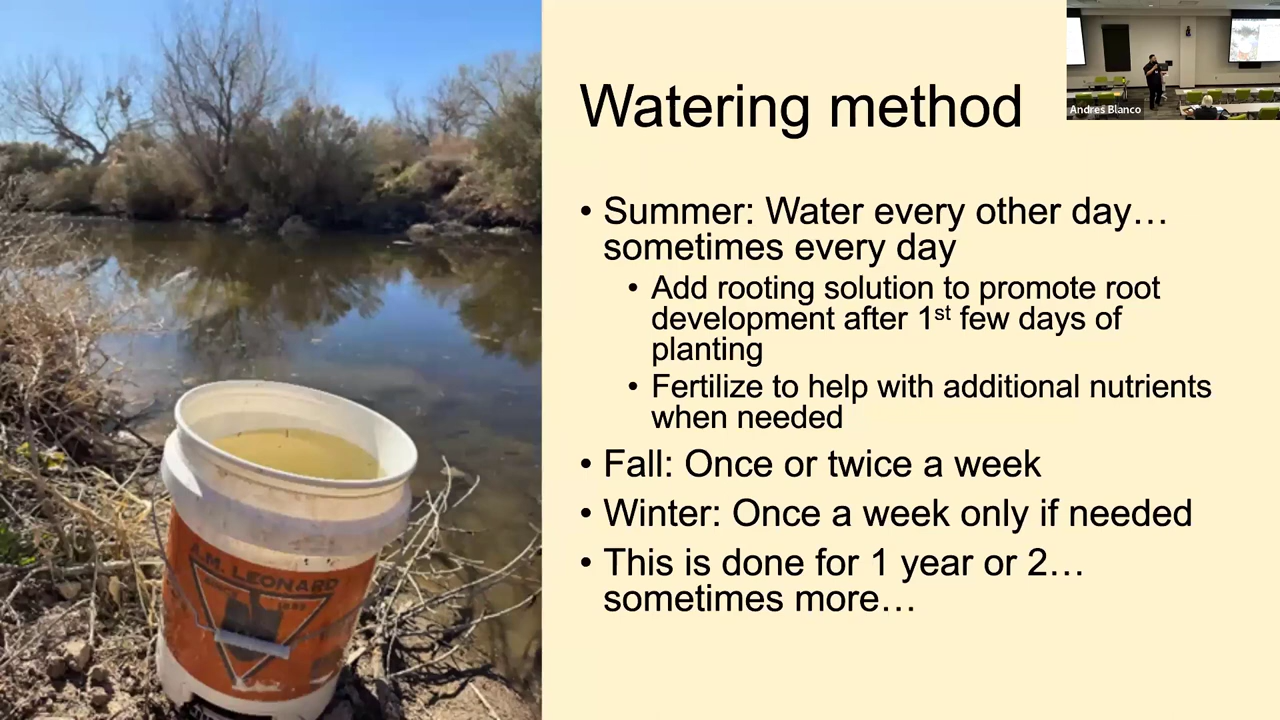 Watering method
Andres Blanco
• Summer: Water every other day…
sometimes every day
• Add rooting solution to promote root
development after 1st few days of
planting
• Fertilize to help with additional nutrients
when needed
• Fall: Once or twice a week
• Winter: Once a week only if needed
• This is done for 1 year or 2…
sometimes more…
A.M. LEONARD
1885